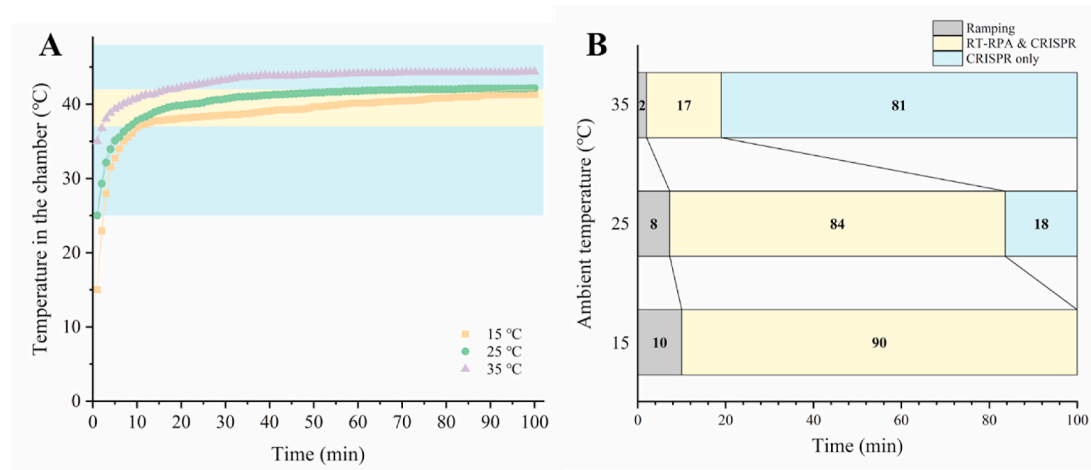 A
Temperature in the chamber (℃)
40
30
20
10
0
0 10 20 30 40 50 60 70 80 90 100
Time (min)
15 ℃
25 ℃
35 ℃
B
Ramping
RT-RPA & CRISPR
CRISPR only
Ambient temperature (℃)
35
2 17 81
25
8 84 18
15
10 90
0 20 40 60 80 100
Time (min)